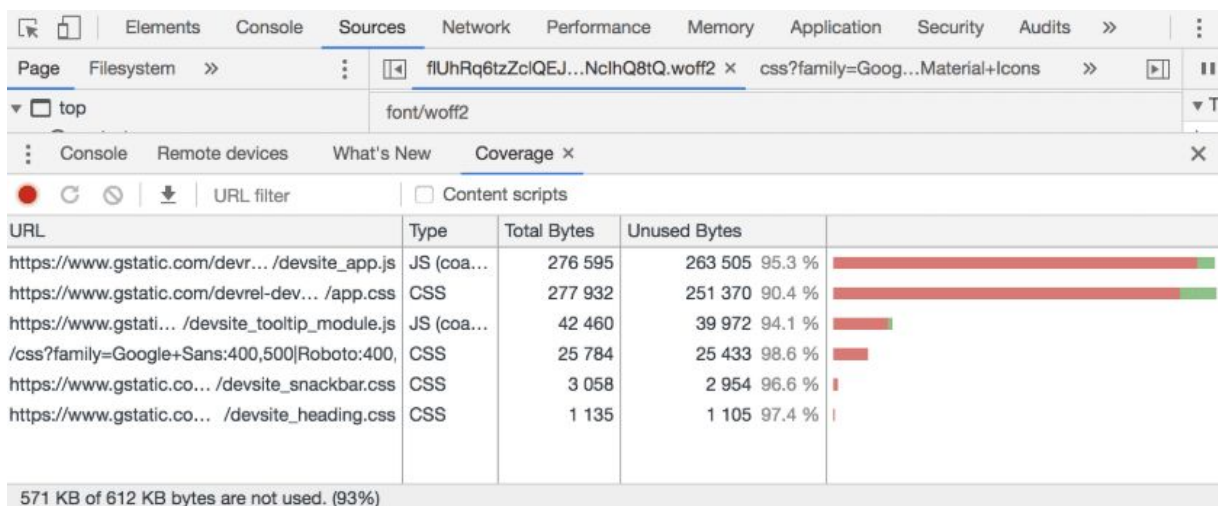 Elements Console Sources Network Performance Memory Application Security Audits »
Page Filesystem » flUhRq6tzZclQEJ…NcIhQ8tQ.woff2 × css?family=Goog…Material+Icons »
top font/woff2
Console Remote devices What's New Coverage ×
URL filter Content scripts
URL Type Total Bytes Unused Bytes
https://www.gstatic.com/devr… /devsite_app.js JS (coa… 276 595 263 505 95.3 %
https://www.gstatic.com/devrel-dev… /app.css CSS 277 932 251 370 90.4 %
https://www.gstati… /devsite_tooltip_module.js JS (coa… 42 460 39 972 94.1 %
/css?family=Google+Sans:400,500|Roboto:400, CSS 25 784 25 433 98.6 %
https://www.gstatic.co… /devsite_snackbar.css CSS 3 058 2 954 96.6 %
https://www.gstatic.co… /devsite_heading.css CSS 1 135 1 105 97.4 %
571 KB of 612 KB bytes are not used. (93%)